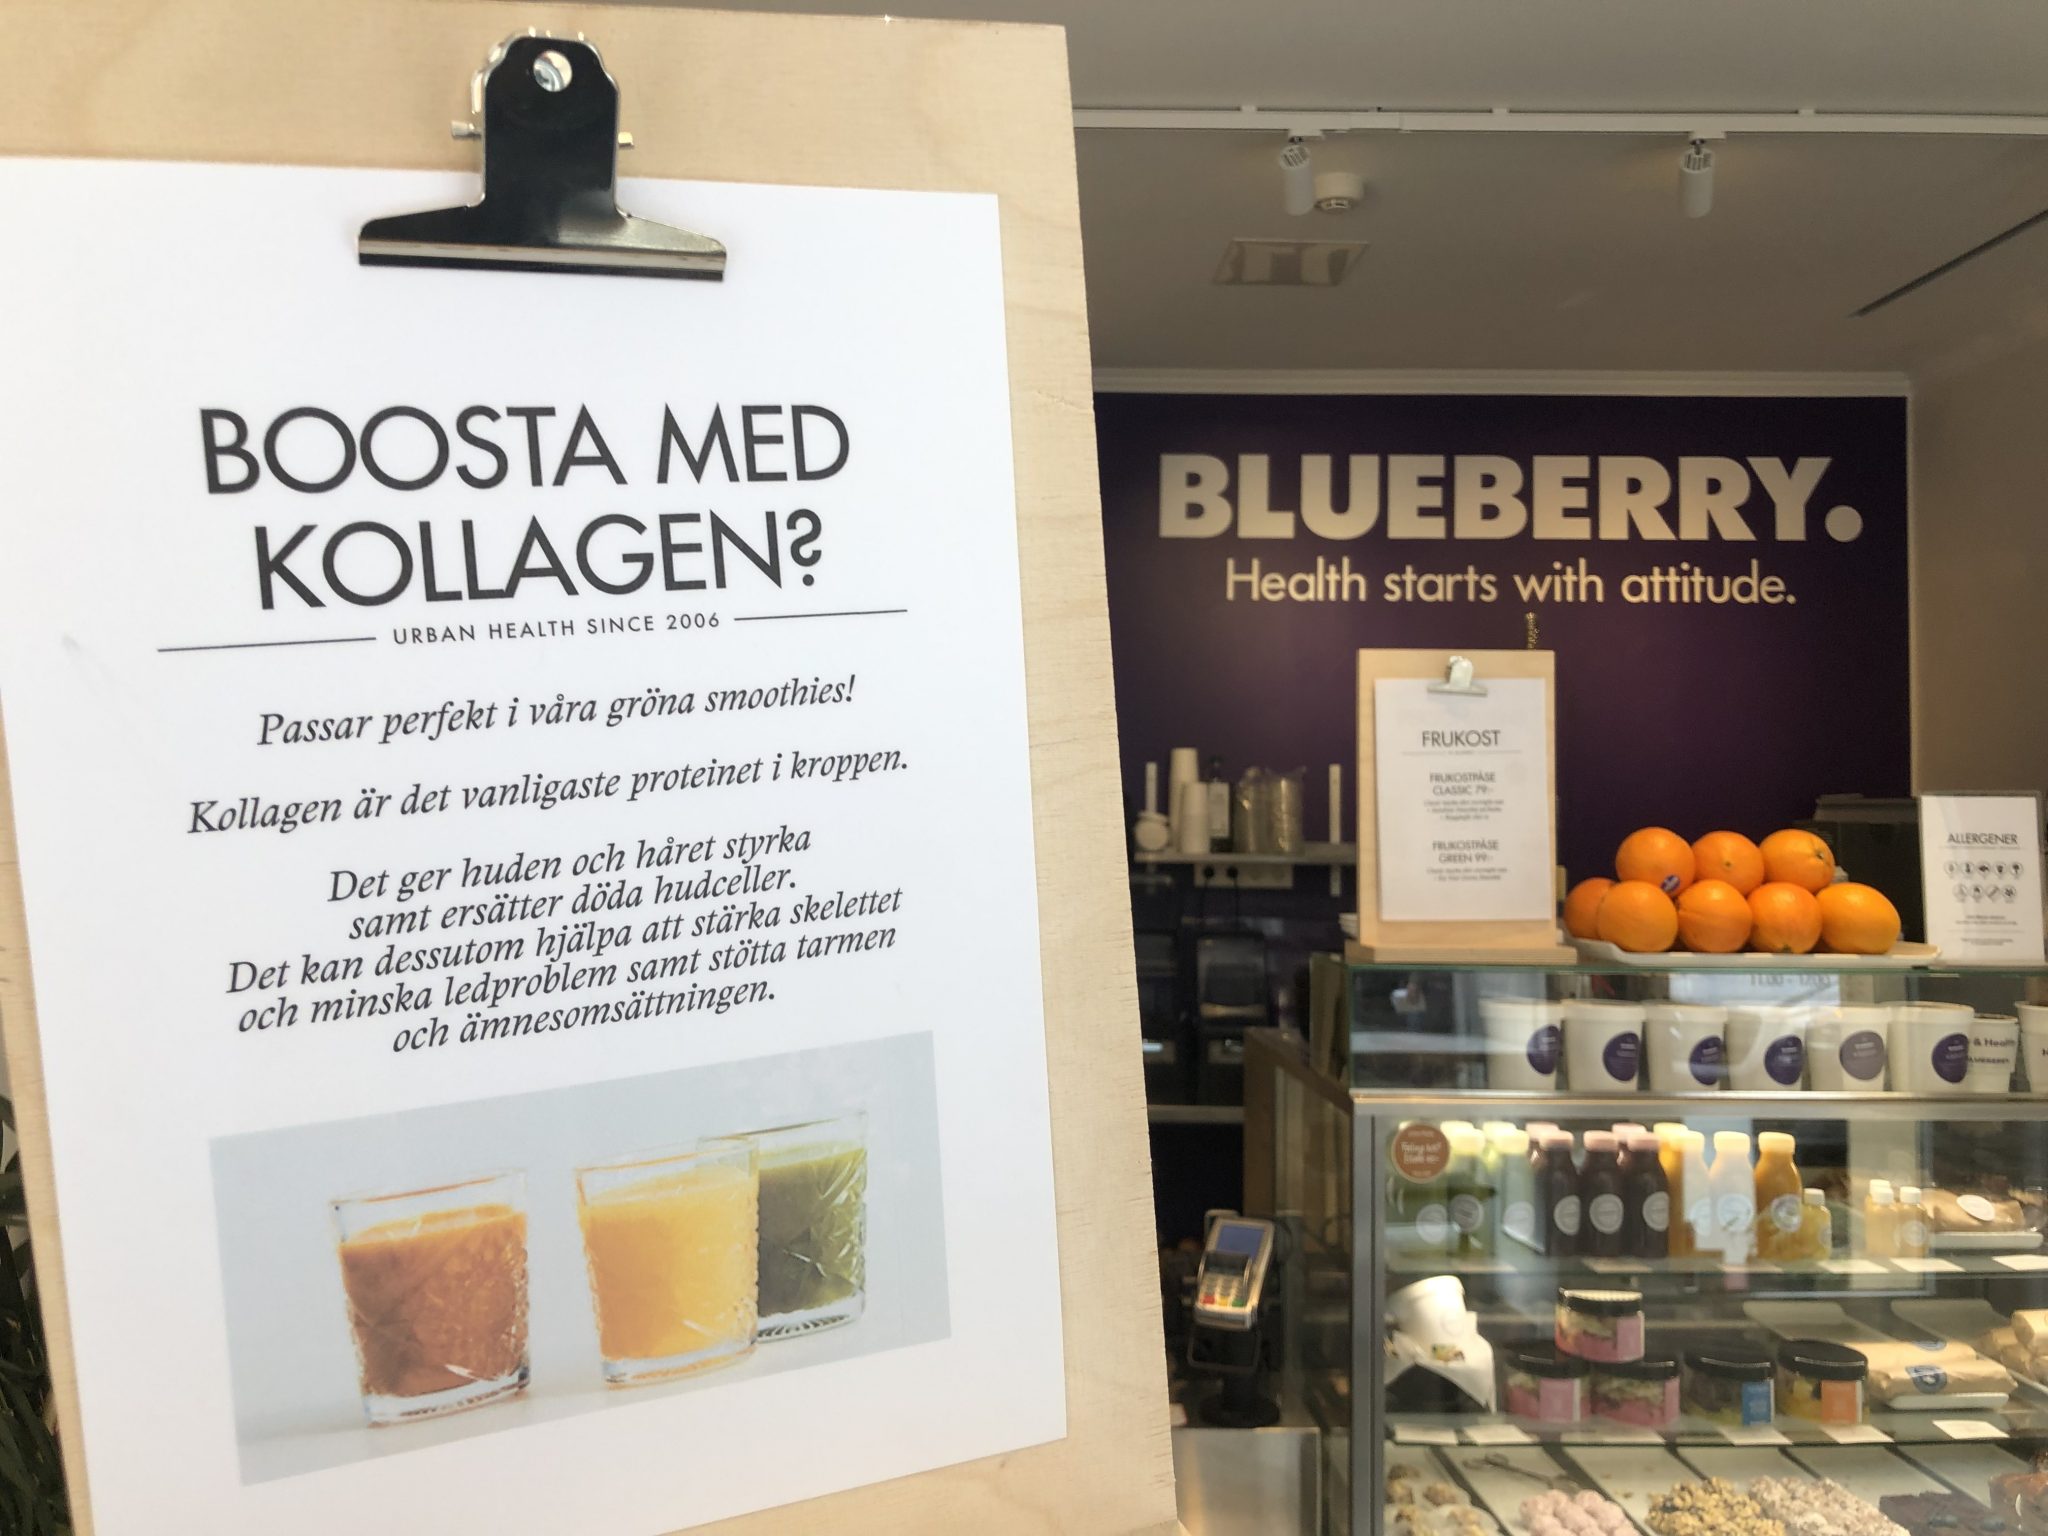 BOOSTA MED
KOLLAGEN?
URBAN HEALTH SINCE 2006
Passar perfekt i våra gröna smoothies!
Kollagen är det vanligaste proteinet i kroppen.
Det ger huden och håret styrka
samt ersätter döda hudceller.
Det kan dessutom hjälpa att stärka skelettet
och minska ledproblem samt stötta tarmen
och ämnesomsättningen.
BLUEBERRY.
Health starts with attitude.
FRUKOST
FRUKOSTPÅSE
CLASSIC 79:-
FRUKOSTPÅSE
GREEN 99:-
ALLERGENER
& Health